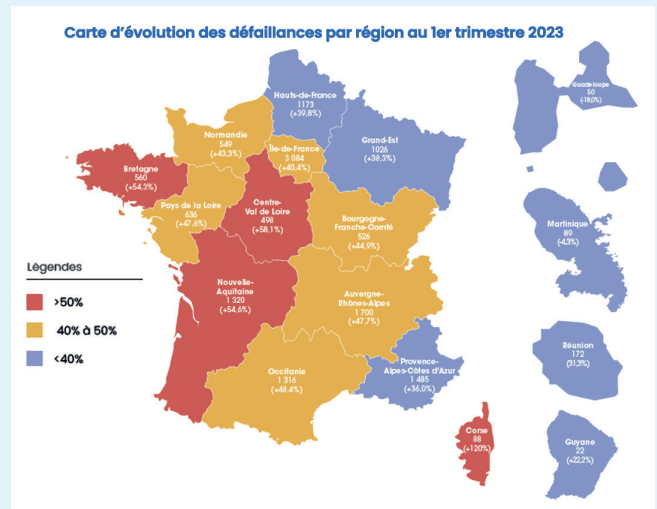 Carte d'évolution des défaillances par région au 1er trimestre 2023
Hauts-de-France
1173
(+39,8%)
Guadeloupe
50
(-18,0%)
Normandie
549
(+43,3%)
Île-de-France
3 084
(+40,4%)
Grand-Est
1026
(+38,3%)
Bretagne
560
(+54,3%)
Pays de la Loire
636
(+47,6%)
Centre-
Val de Loire
498
(+58,1%)
Bourgogne-
Franche-Comté
526
(+44,9%)
Martinique
89
(-4,3%)
Légendes
>50%
40% à 50%
<40%
Nouvelle-
Aquitaine
1 320
(+54,6%)
Auvergne-
Rhônes-Alpes
1 700
(+47,7%)
Réunion
172
(31,3%)
Occitanie
1 316
(+48,4%)
Provence-
Alpes-Côtes d'Azur
1 485
(+36,0%)
Corse
88
(+120%)
Guyane
22
(+22,2%)